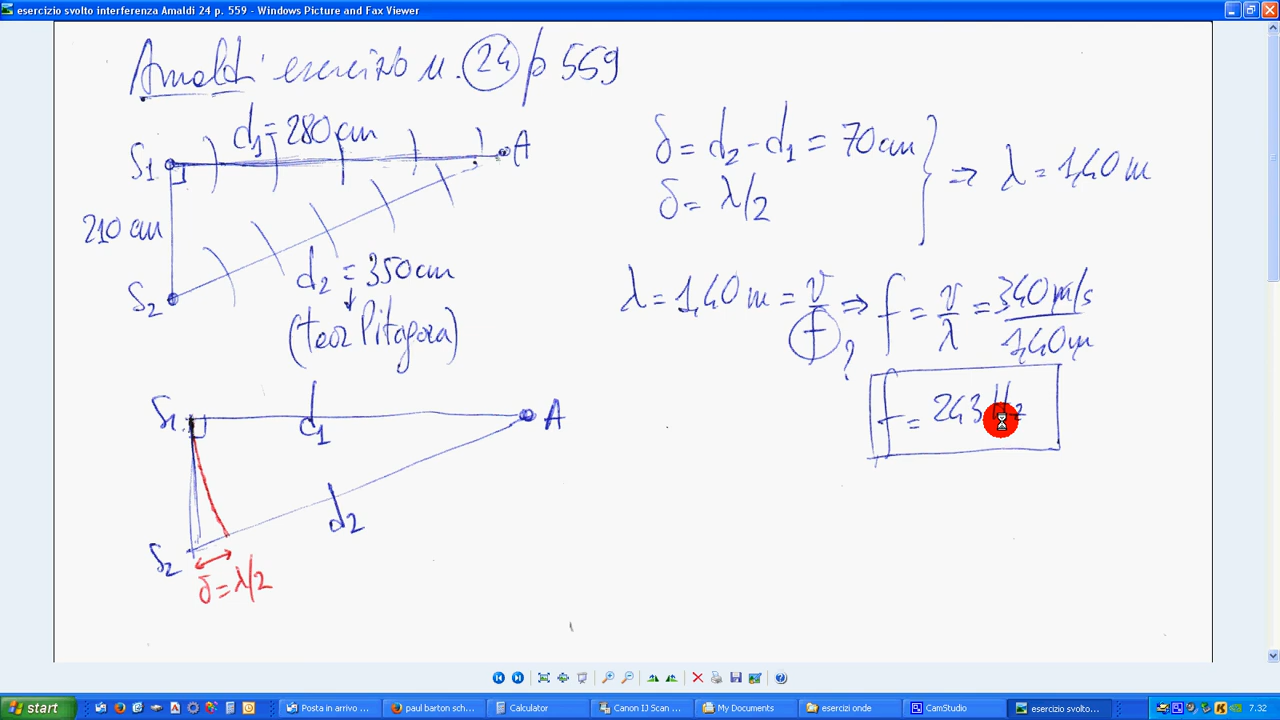 esercizio svolto interferenza Amaldi 24 p. 559 - Windows Picture and Fax Viewer
Amaldi esercizio n. 24 p 559
d1 = 280 cm
S1
A
210 cm
S2
d2 = 350 cm
(teor Pitagora)
δ = d2 - d1 = 70 cm
δ = λ/2
⇒ λ = 1,40 m
λ = 1,40 m = v/f ⇒ f = v/λ = 340 m/s / 1,40 m
?
f = 243 Hz
S1
d1
A
d2
S2
δ = λ/2
start
Posta in arrivo ...
paul barton sch...
Calculator
Canon IJ Scan ...
My Documents
esercizi onde
CamStudio
esercizio svolto...
7.32